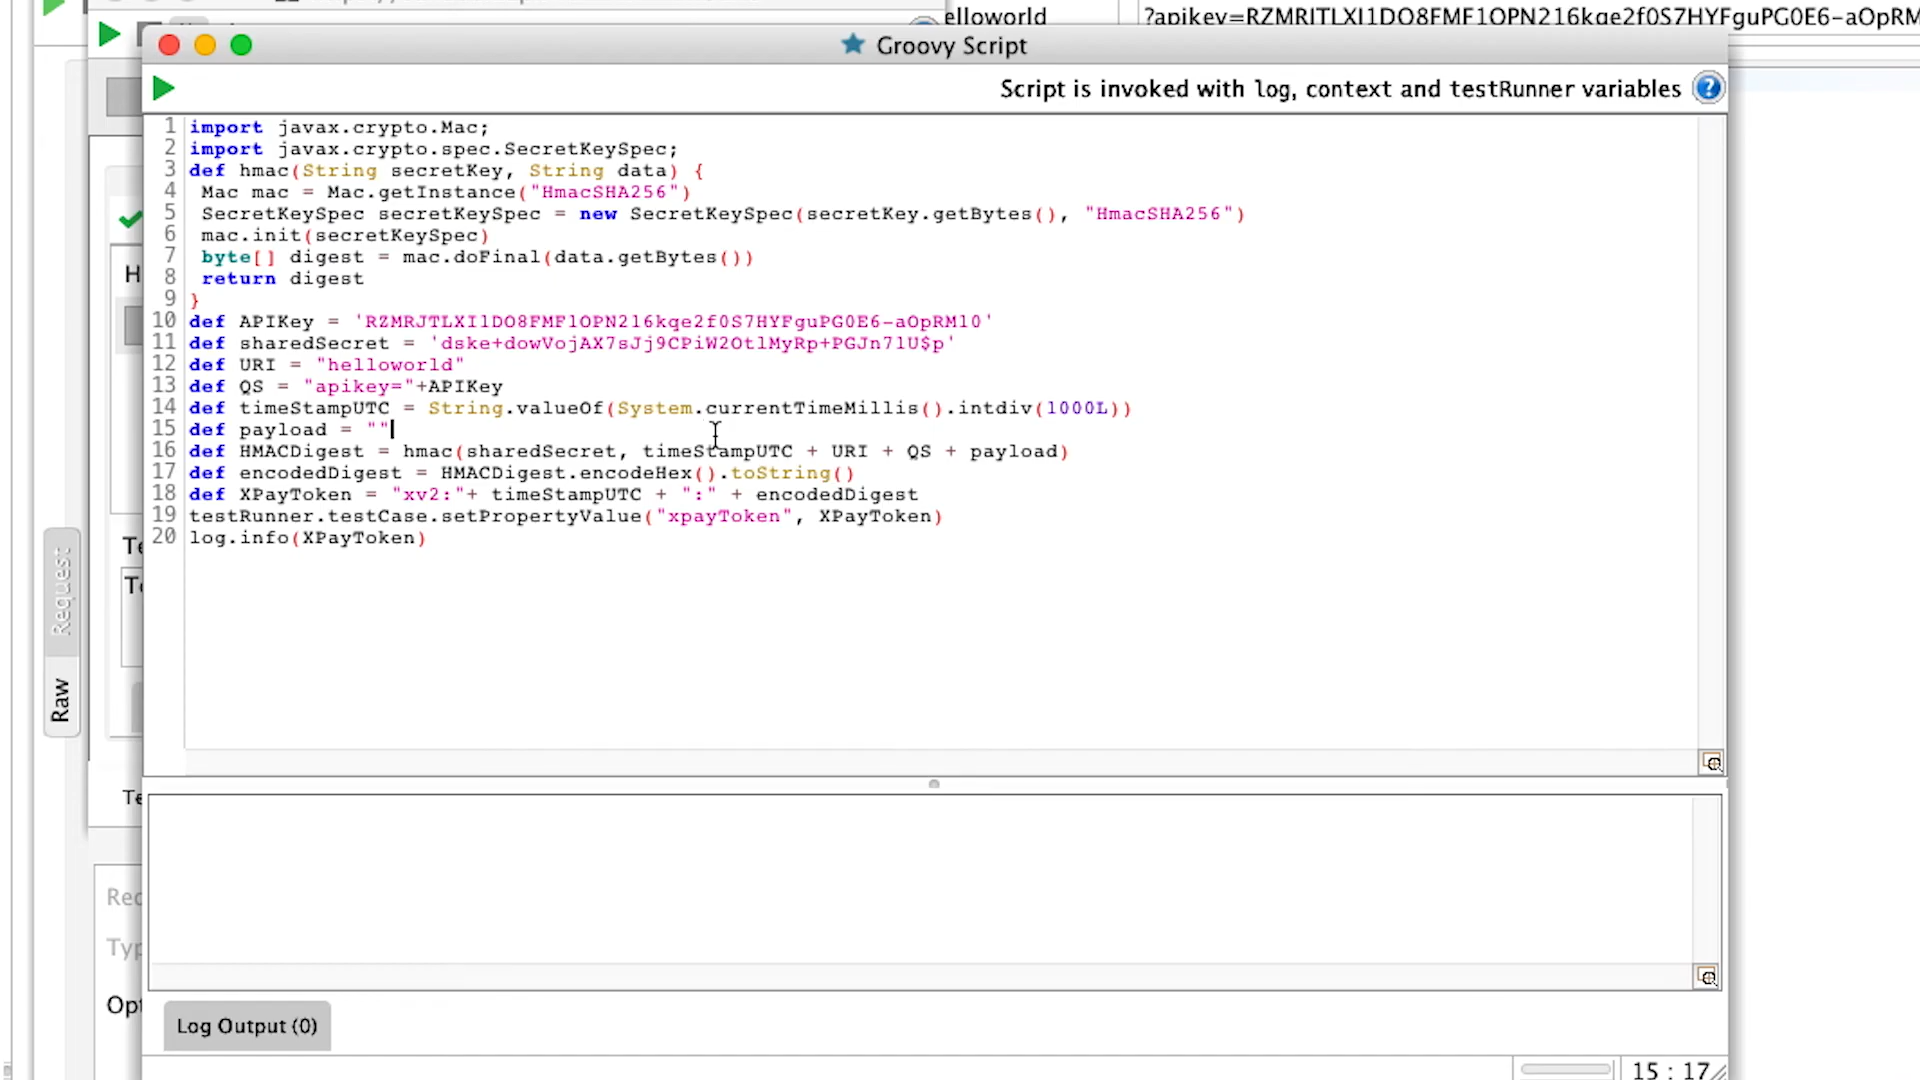 elloworld
?apikey=RZMRJTLXI1DO8FMF1OPN216kqe2f0S7HYFguPG0E6-aOpRM
Groovy Script
Script is invoked with log, context and testRunner variables
1 import javax.crypto.Mac;
2 import javax.crypto.spec.SecretKeySpec;
3 def hmac(String secretKey, String data) {
4 Mac mac = Mac.getInstance("HmacSHA256")
5 SecretKeySpec secretKeySpec = new SecretKeySpec(secretKey.getBytes(), "HmacSHA256")
6 mac.init(secretKeySpec)
7 byte[] digest = mac.doFinal(data.getBytes())
8 return digest
9 }
10 def APIKey = 'RZMRJTLXI1DO8FMF1OPN216kqe2f0S7HYFguPG0E6-aOpRM10'
11 def sharedSecret = 'dske+dowVojAX7sJj9CPiW2OtlMyRp+PGJn71U$p'
12 def URI = "helloworld"
13 def QS = "apikey="+APIKey
14 def timeStampUTC = String.valueOf(System.currentTimeMillis().intdiv(1000L))
15 def payload = ""
16 def HMACDigest = hmac(sharedSecret, timeStampUTC + URI + QS + payload)
17 def encodedDigest = HMACDigest.encodeHex().toString()
18 def XPayToken = "xv2:"+ timeStampUTC + ":" + encodedDigest
19 testRunner.testCase.setPropertyValue("xpayToken", XPayToken)
20 log.info(XPayToken)
H
Te
Te
Request
Raw
Rec
Typ
Opt
Log Output (0)
15 : 17